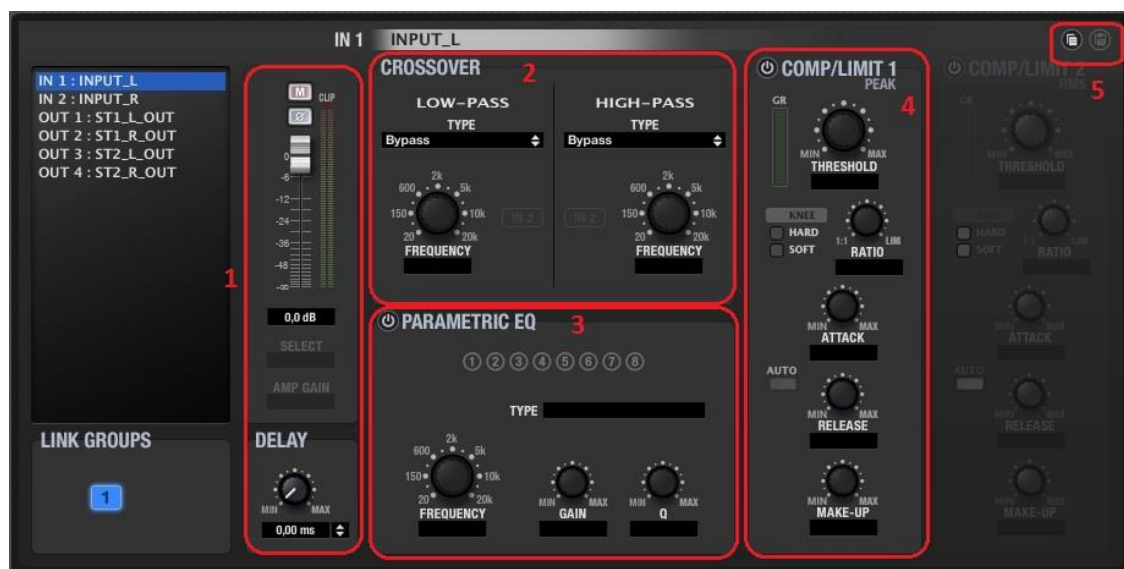 IN 1 INPUT_L
IN 1 : INPUT_L
IN 2 : INPUT_R
OUT 1 : ST1_L_OUT
OUT 2 : ST1_R_OUT
OUT 3 : ST2_L_OUT
OUT 4 : ST2_R_OUT
LINK GROUPS
1
1
M CLIP
Ø
0
-6
-12
-24
-36
-48
-∞
0,0 dB
SELECT
AMP GAIN
DELAY
MIN MAX
0,00 ms
CROSSOVER 2
LOW-PASS
TYPE
Bypass
2k
600 5k
150 10k
20 20k
FREQUENCY
IN 2
HIGH-PASS
TYPE
Bypass
IN 2
2k
600 5k
150 10k
20 20k
FREQUENCY
PARAMETRIC EQ 3
1 2 3 4 5 6 7 8
TYPE
2k
600 5k
150 10k
20 20k
FREQUENCY
MIN MAX
GAIN
MIN MAX
Q
COMP/LIMIT 1
PEAK
4
GR
MIN MAX
THRESHOLD
KNEE
HARD
SOFT
1:1 LIM
RATIO
MIN MAX
ATTACK
AUTO
MIN MAX
RELEASE
MIN MAX
MAKE-UP
5
COMP/LIMIT 2
RMS
GR
MIN MAX
THRESHOLD
KNEE
HARD
SOFT
1:1 LIM
RATIO
MIN MAX
ATTACK
AUTO
MIN MAX
RELEASE
MIN MAX
MAKE-UP